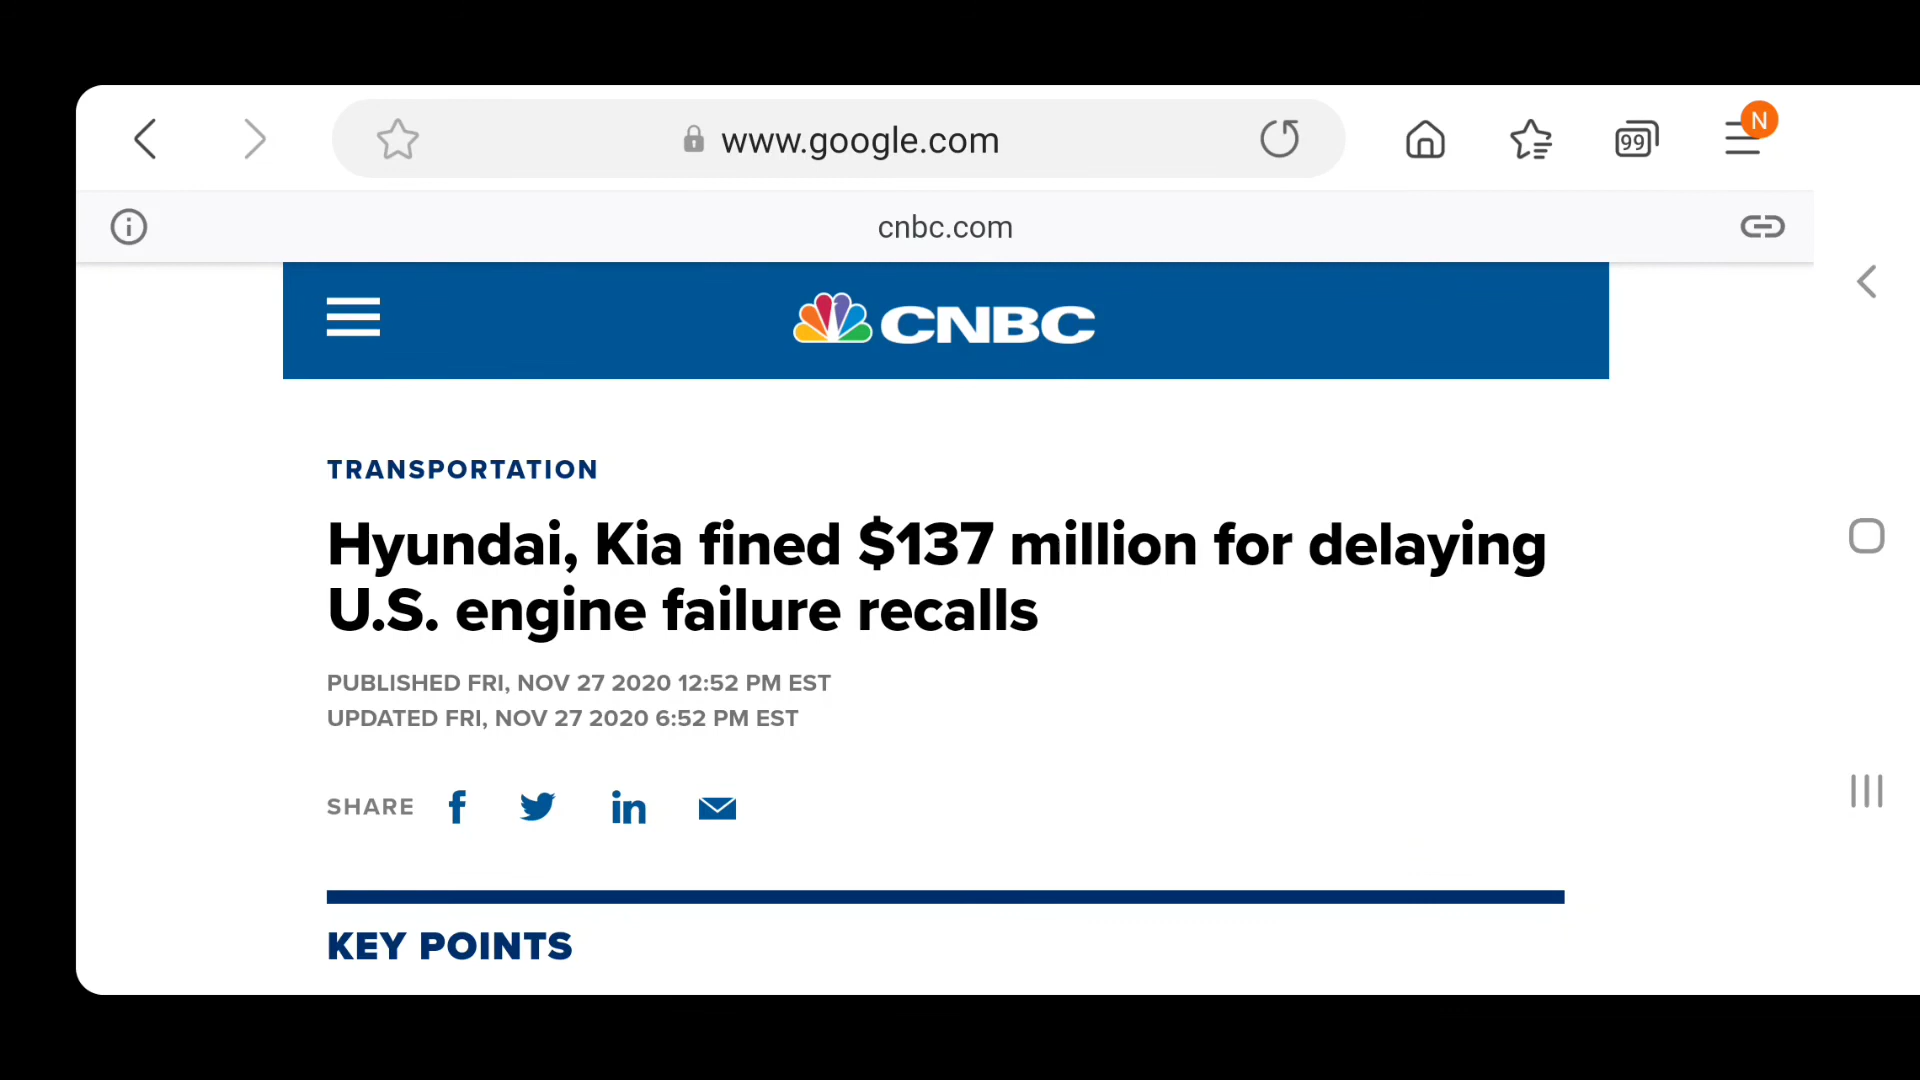 www.google.com
99
N
cnbc.com
CNBC
TRANSPORTATION
Hyundai, Kia fined $137 million for delaying
U.S. engine failure recalls
PUBLISHED FRI, NOV 27 2020 12:52 PM EST
UPDATED FRI, NOV 27 2020 6:52 PM EST
SHARE
KEY POINTS